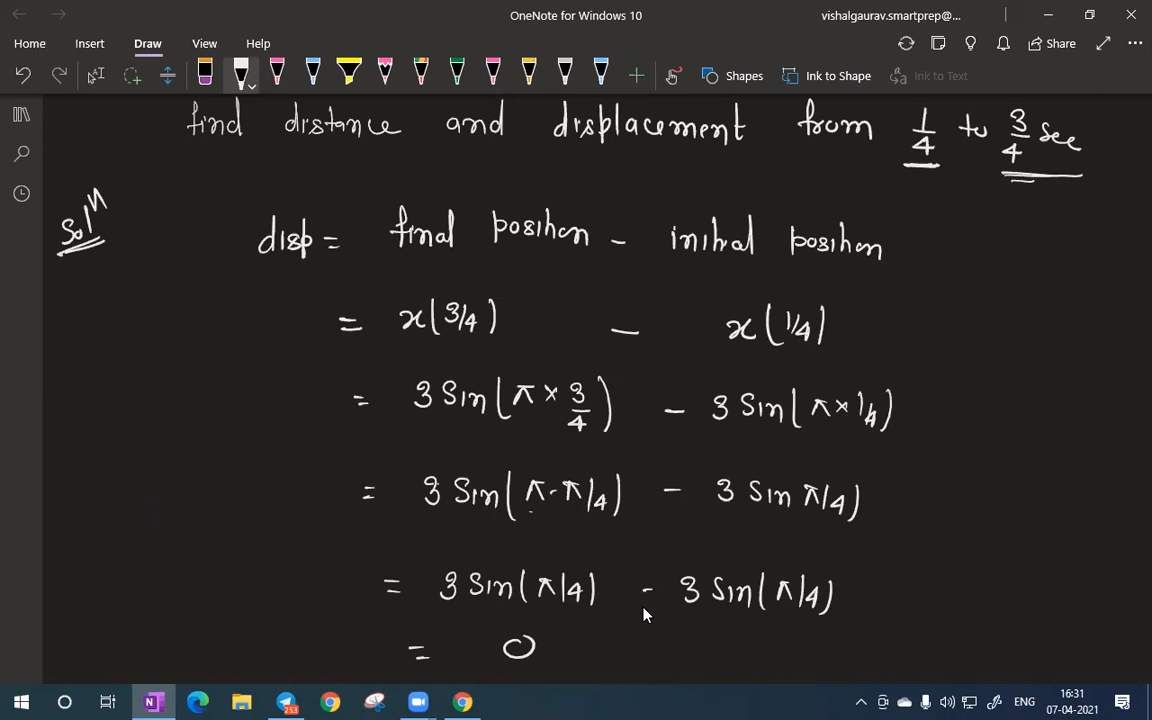 OneNote for Windows 10
vishalgaurav.smartprep@...
Home Insert Draw View Help
Share
Shapes Ink to Shape Ink to Text
find distance and displacement from 1/4 to 3/4 sec
Solⁿ
disp = final position - initial position
= x(3/4) - x(1/4)
= 3 Sin(π × 3/4) - 3 Sin(π × 1/4)
= 3 Sin(π - π/4) - 3 Sin π/4)
= 3 Sin(π/4) - 3 Sin(π/4)
= 0
253
N
ENG
16:31
07-04-2021
3